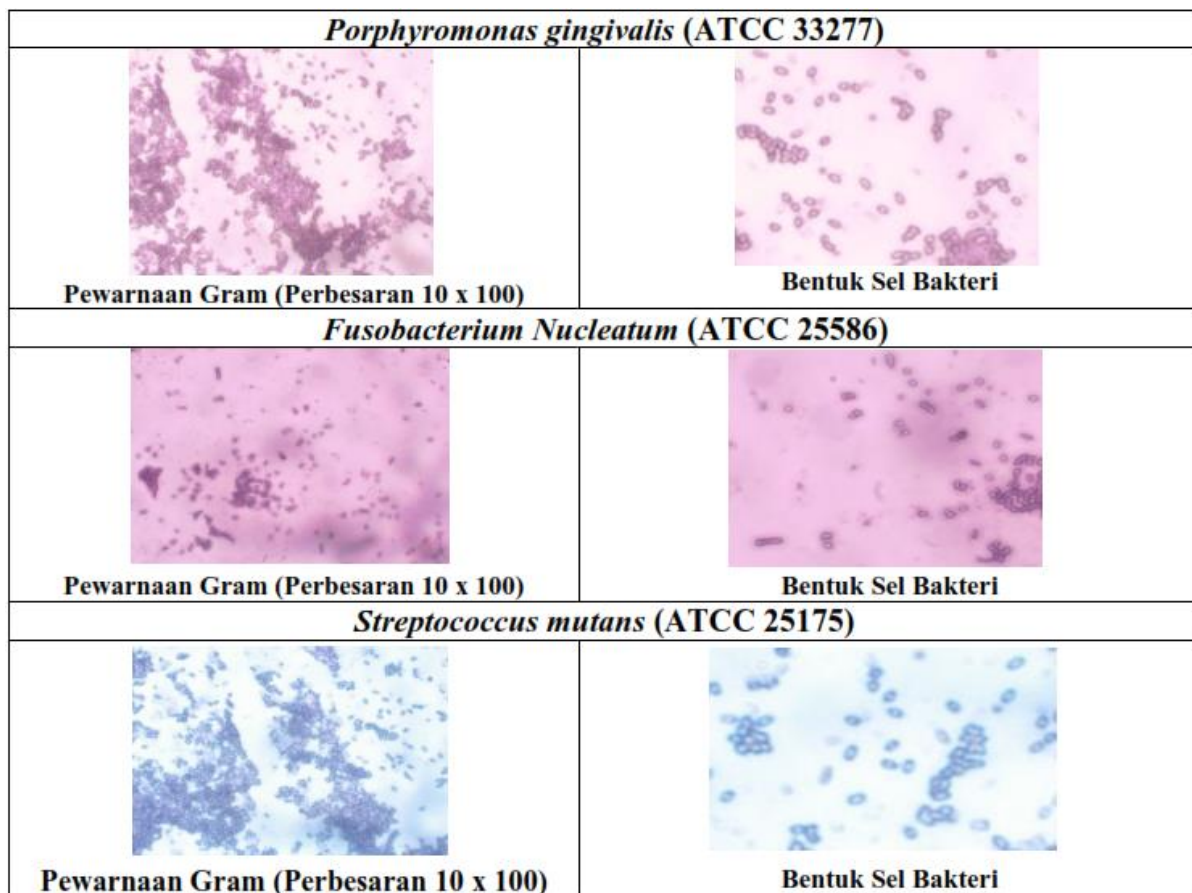 Porphyromonas gingivalis (ATCC 33277)
Pewarnaan Gram (Perbesaran 10 x 100)
Bentuk Sel Bakteri
Fusobacterium Nucleatum (ATCC 25586)
Pewarnaan Gram (Perbesaran 10 x 100)
Bentuk Sel Bakteri
Streptococcus mutans (ATCC 25175)
Pewarnaan Gram (Perbesaran 10 x 100)
Bentuk Sel Bakteri